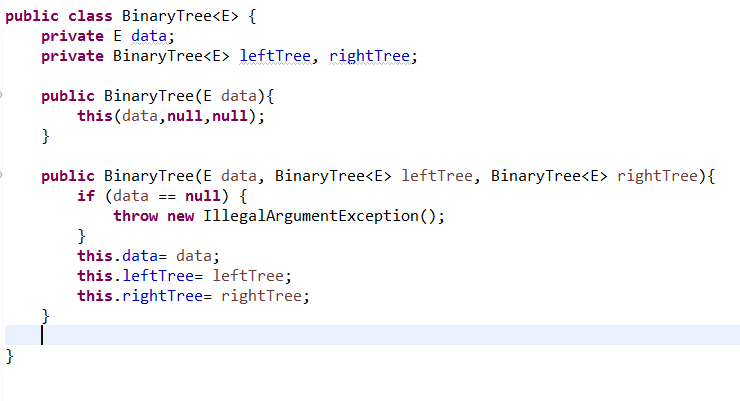 public class BinaryTree<E> {
    private E data;
    private BinaryTree<E> leftTree, rightTree;
    public BinaryTree(E data){
        this(data,null,null);
    }
    public BinaryTree(E data, BinaryTree<E> leftTree, BinaryTree<E> rightTree){
        if (data == null) {
            throw new IllegalArgumentException();
        }
        this.data= data;
        this.leftTree= leftTree;
        this.rightTree= rightTree;
    }
}